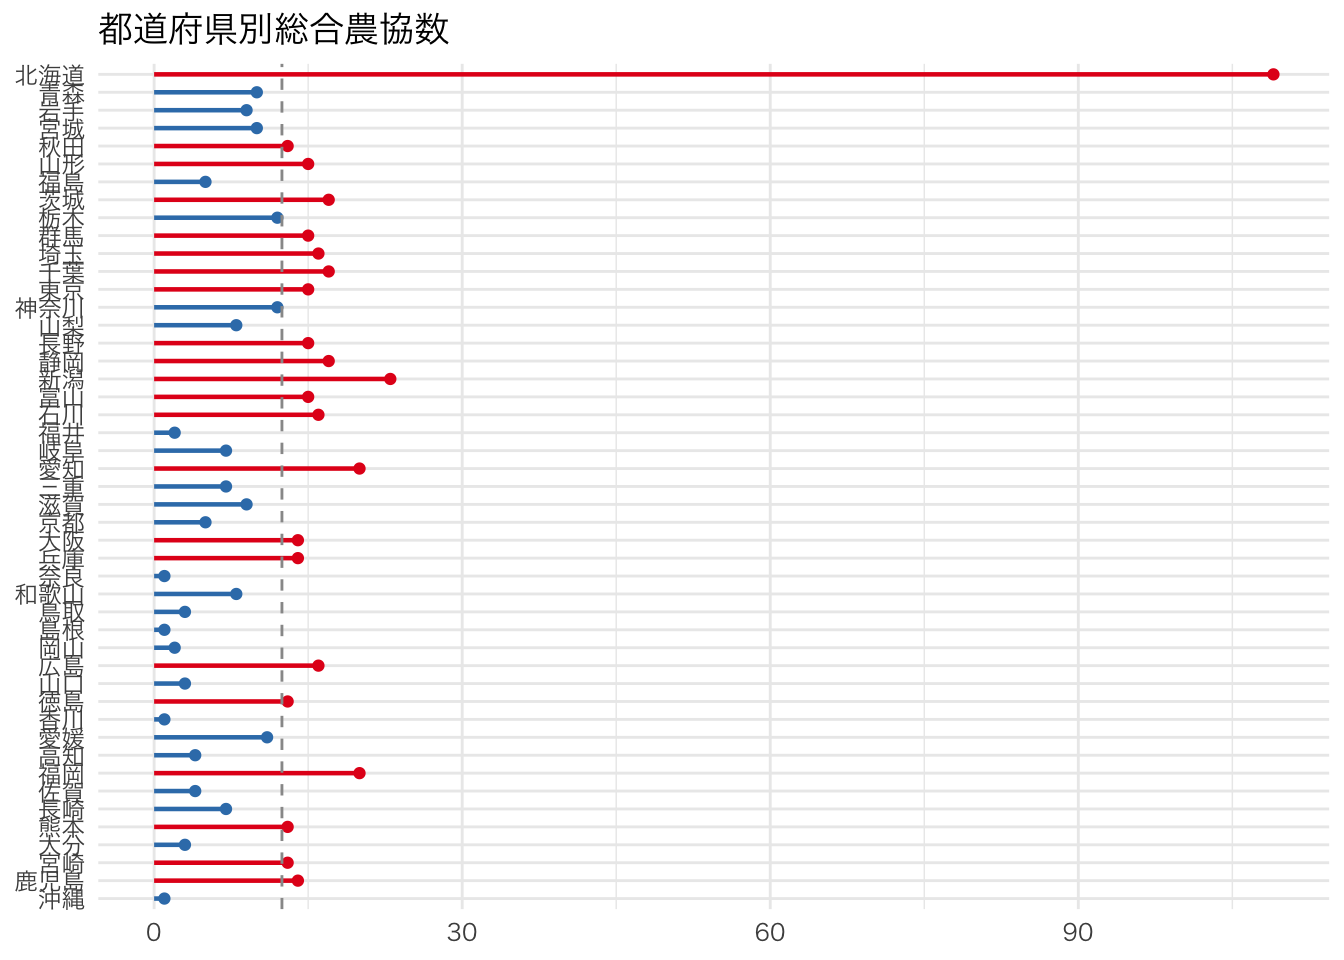 都道府県別総合農協数
北海道
青森
岩手
宮城
秋田
山形
福島
茨城
栃木
群馬
埼玉
千葉
東京
神奈川
山梨
長野
静岡
新潟
富山
石川
福井
岐阜
愛知
三重
滋賀
京都
大阪
兵庫
奈良
和歌山
鳥取
島根
岡山
広島
山口
徳島
香川
愛媛
高知
福岡
佐賀
長崎
熊本
大分
宮崎
鹿児島
沖縄
0 30 60 90